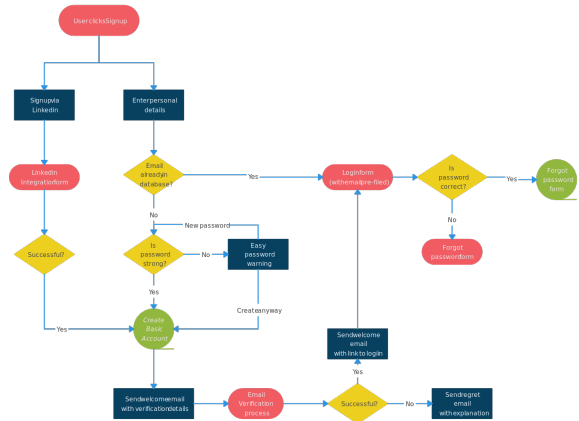 UserclicksSignup
Signupvia
Linkedin
Enterpersonal
details
LinkedIn
Integrationform
Email
alreadyin
database?
Yes
Loginform
(withemailpre-filed)
Is
password
correct?
Yes
Forgot
password
form
No
New password
No
Forgot
passwordform
Successful?
Is
password
strong?
No
Easy
password
warning
Yes
Createanyway
Yes
Create
Basic
Account
Sendwelcome
email
with link to login
Yes
Sendwelcomeemail
with verificationdetails
Email
Verification
process
Successful?
No
Sendregret
email
withexplanation